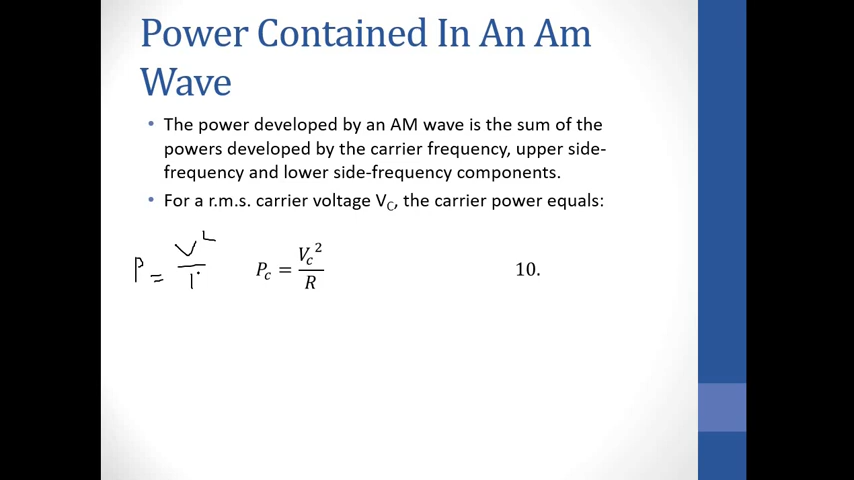 Power Contained In An Am
Wave
• The power developed by an AM wave is the sum of the
powers developed by the carrier frequency, upper side-
frequency and lower side-frequency components.
• For a r.m.s. carrier voltage V_C, the carrier power equals:
P = V
P_c = V_c^2 / R 10.